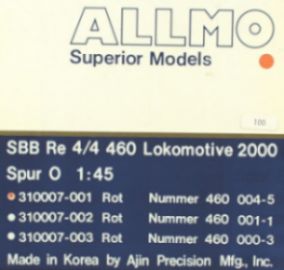 ALLMO
Superior Models
100
SBB Re 4/4 460 Lokomotive 2000
Spur O 1:45
310007-001 Rot Nummer 460 004-5
310007-002 Rot Nummer 460 001-1
310007-003 Rot Nummer 460 000-3
Made in Korea by Ajin Precision Mfg., Inc.